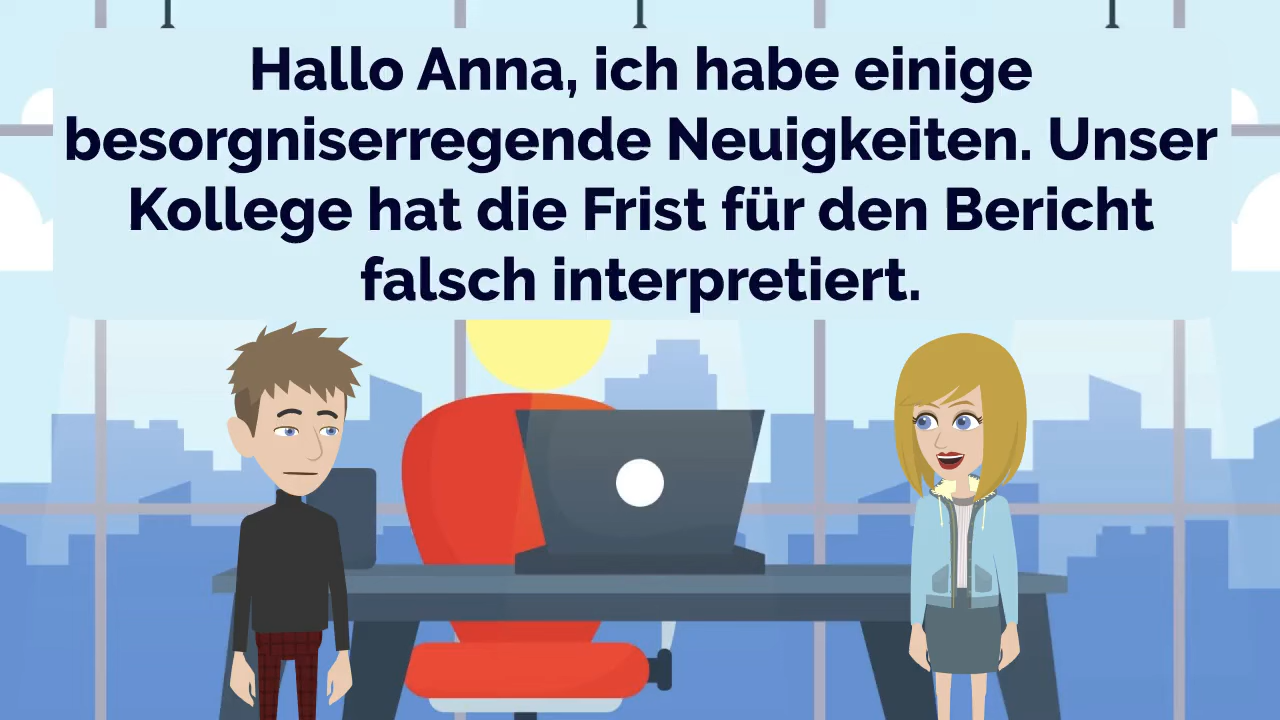 Hallo Anna, ich habe einige
besorgniserregende Neuigkeiten. Unser
Kollege hat die Frist für den Bericht
falsch interpretiert.